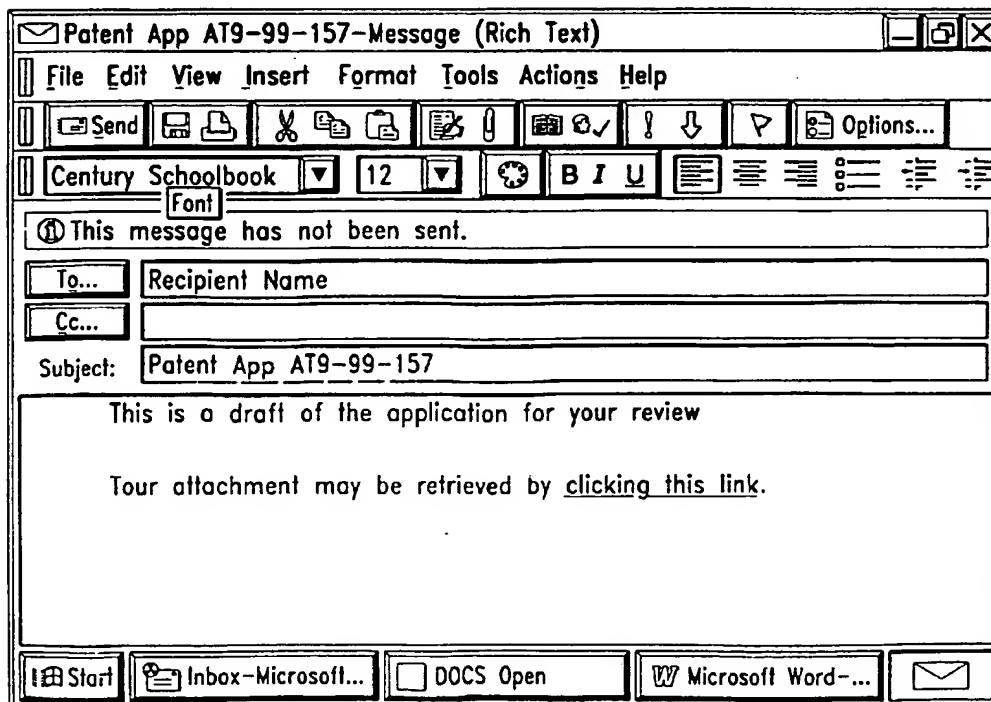 Patent App AT9-99-157-Message (Rich Text)
File Edit View Insert Format Tools Actions Help
Send Options...
Century Schoolbook 12 B I U
Font
This message has not been sent.
To... Recipient Name
Cc...
Subject: Patent App AT9-99-157
This is a draft of the application for your review
Tour attachment may be retrieved by clicking this link.
Start Inbox-Microsoft... DOCS Open W Microsoft Word-...